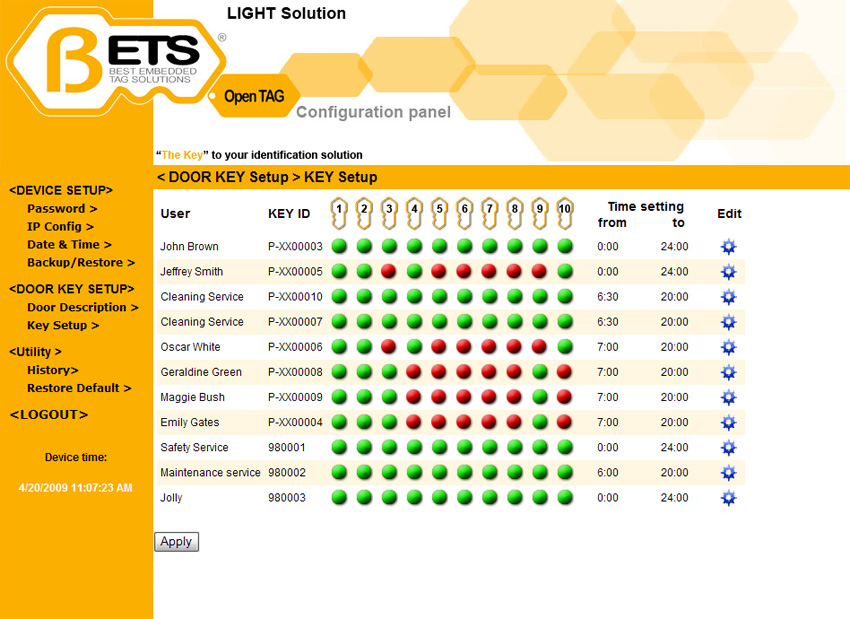 LIGHT Solution
BETS
®
BEST EMBEDDED
TAG SOLUTIONS
OpenTAG
Configuration panel
“The Key” to your identification solution
< DOOR KEY Setup > KEY Setup
<DEVICE SETUP>
Password >
IP Config >
Date & Time >
Backup/Restore >
<DOOR KEY SETUP>
Door Description >
Key Setup >
<Utility >
History>
Restore Default >
<LOGOUT>
Device time:
4/20/2009 11:07:23 AM
User KEY ID 1 2 3 4 5 6 7 8 9 10 Time setting Edit
from to
John Brown P-XX00003 0:00 24:00
Jeffrey Smith P-XX00005 0:00 24:00
Cleaning Service P-XX00010 6:30 20:00
Cleaning Service P-XX00007 6:30 20:00
Oscar White P-XX00006 7:00 20:00
Geraldine Green P-XX00008 7:00 20:00
Maggie Bush P-XX00009 7:00 20:00
Emily Gates P-XX00004 7:00 20:00
Safety Service 980001 0:00 24:00
Maintenance service 980002 6:00 20:00
Jolly 980003 0:00 24:00
Apply